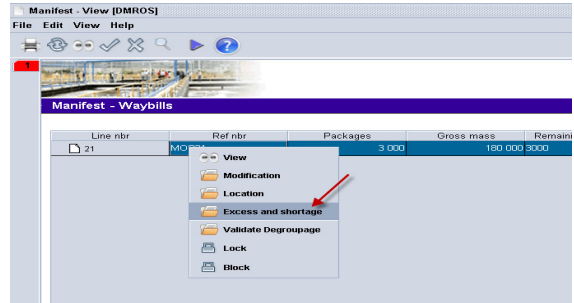 Manifest - View [DMROS]
File Edit View Help
1
Manifest - Waybills
Line nbr Ref nbr Packages Gross mass
21 3 000 180 000 3000
View
Modification
Location
Excess and shortage
Validate Degroupage
Lock
Block